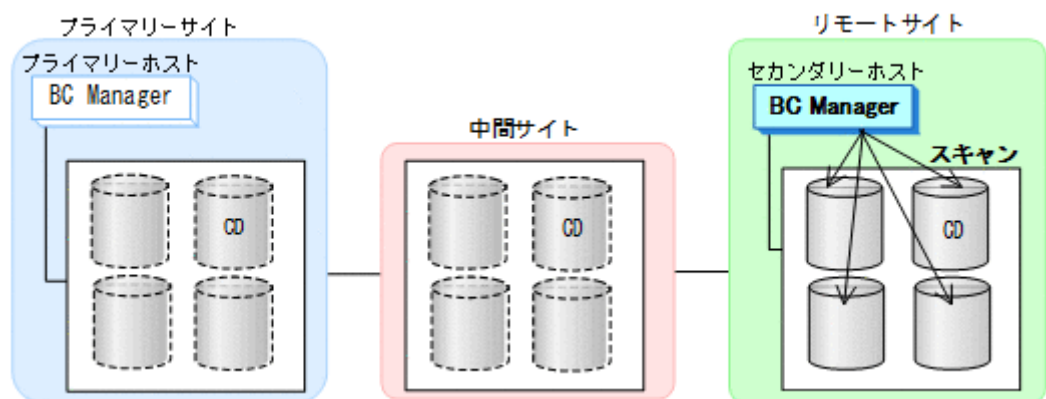 プライマリーサイト
プライマリーホスト
BC Manager
CD
中間サイト
CD
リモートサイト
セカンダリーホスト
BC Manager
スキャン
CD